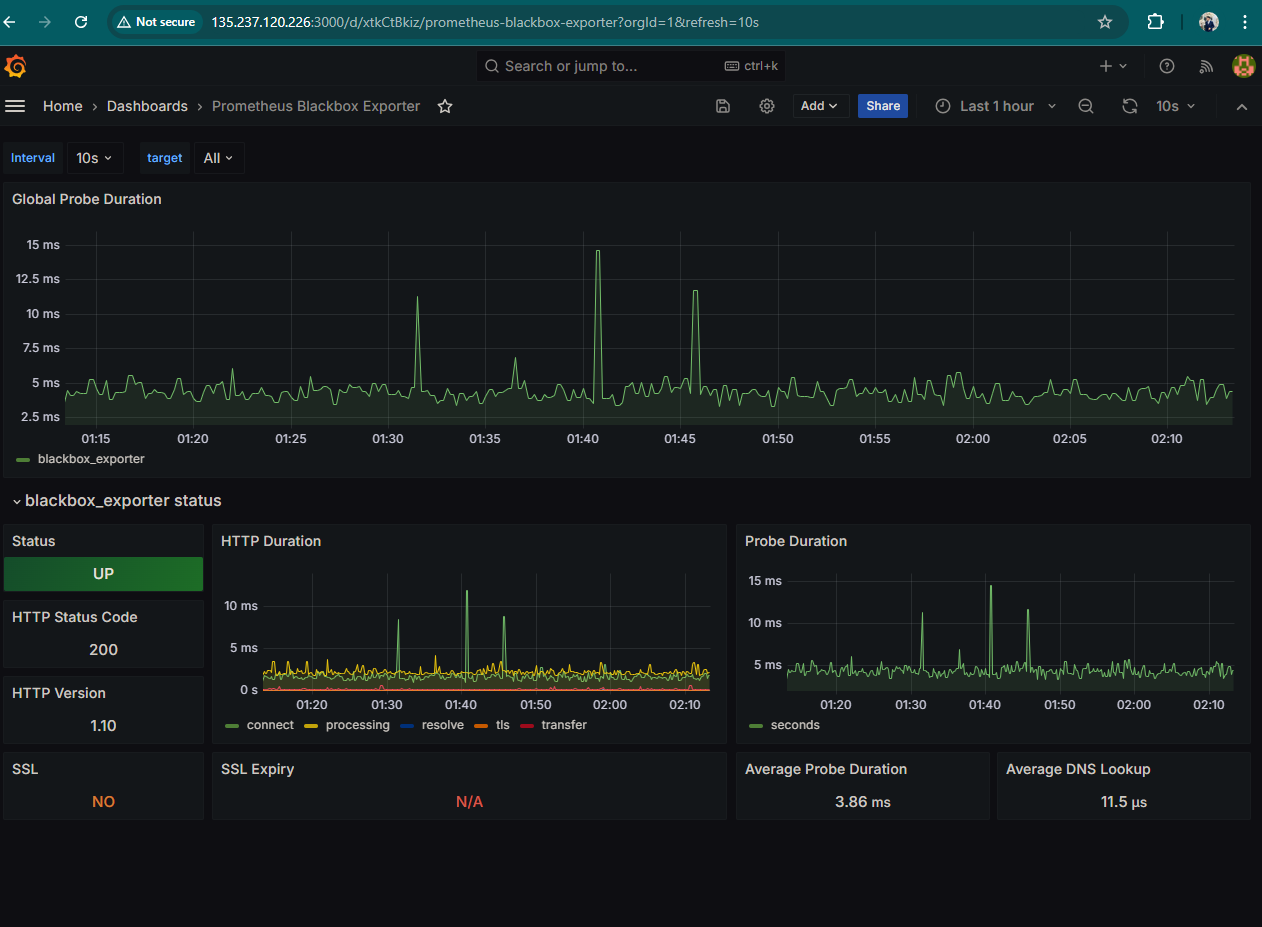 Not secure 135.237.120.226:3000/d/xtkCtBkiz/prometheus-blackbox-exporter?orgId=1&refresh=10s
Search or jump to... ctrl+k
Home › Dashboards › Prometheus Blackbox Exporter Add Share Last 1 hour 10s
Interval 10s target All
Global Probe Duration
15 ms
12.5 ms
10 ms
7.5 ms
5 ms
2.5 ms
01:15 01:20 01:25 01:30 01:35 01:40 01:45 01:50 01:55 02:00 02:05 02:10
blackbox_exporter
blackbox_exporter status
Status
UP
HTTP Status Code
200
HTTP Version
1.10
SSL
NO
HTTP Duration
10 ms
5 ms
0 s
01:20 01:30 01:40 01:50 02:00 02:10
connect processing resolve tls transfer
SSL Expiry
N/A
Probe Duration
15 ms
10 ms
5 ms
01:20 01:30 01:40 01:50 02:00 02:10
seconds
Average Probe Duration
3.86 ms
Average DNS Lookup
11.5 µs